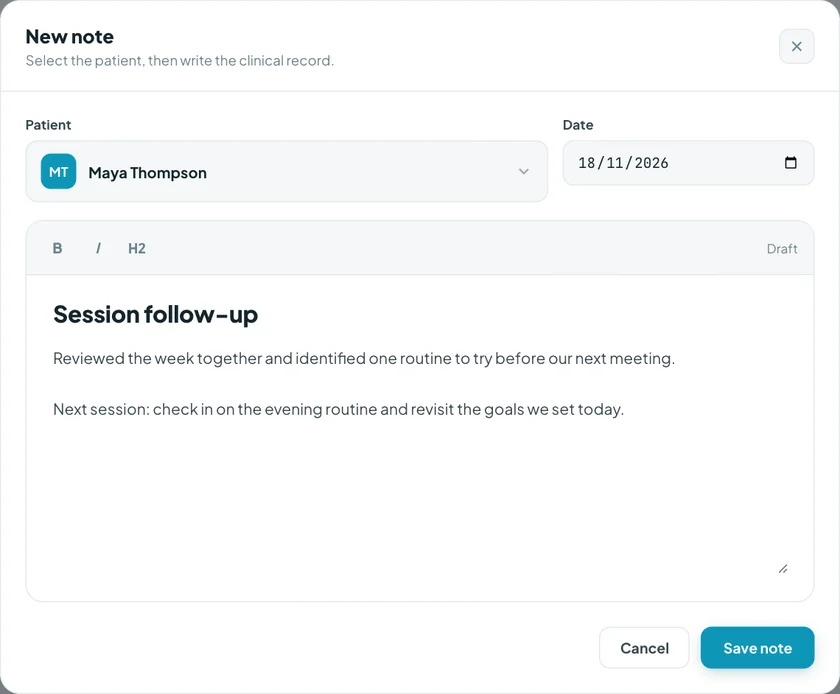 New note
Select the patient, then write the clinical record.
Patient
Date
MT
Maya Thompson
18/11/2026
B
I
H2
Draft
Session follow-up
Reviewed the week together and identified one routine to try before our next meeting.
Next session: check in on the evening routine and revisit the goals we set today.
Cancel
Save note